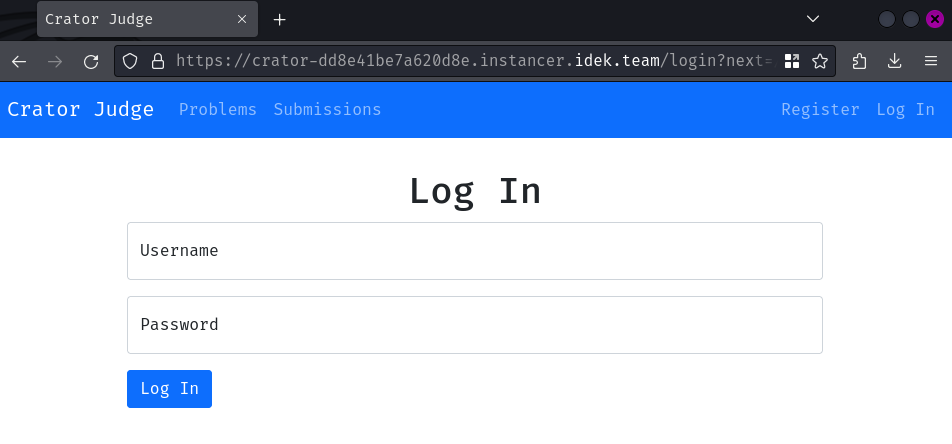 Crator Judge
https://crator-dd8e41be7a620d8e.instancer.idek.team/login?next=
Crator Judge Problems Submissions Register Log In
Log In
Username
Password
Log In